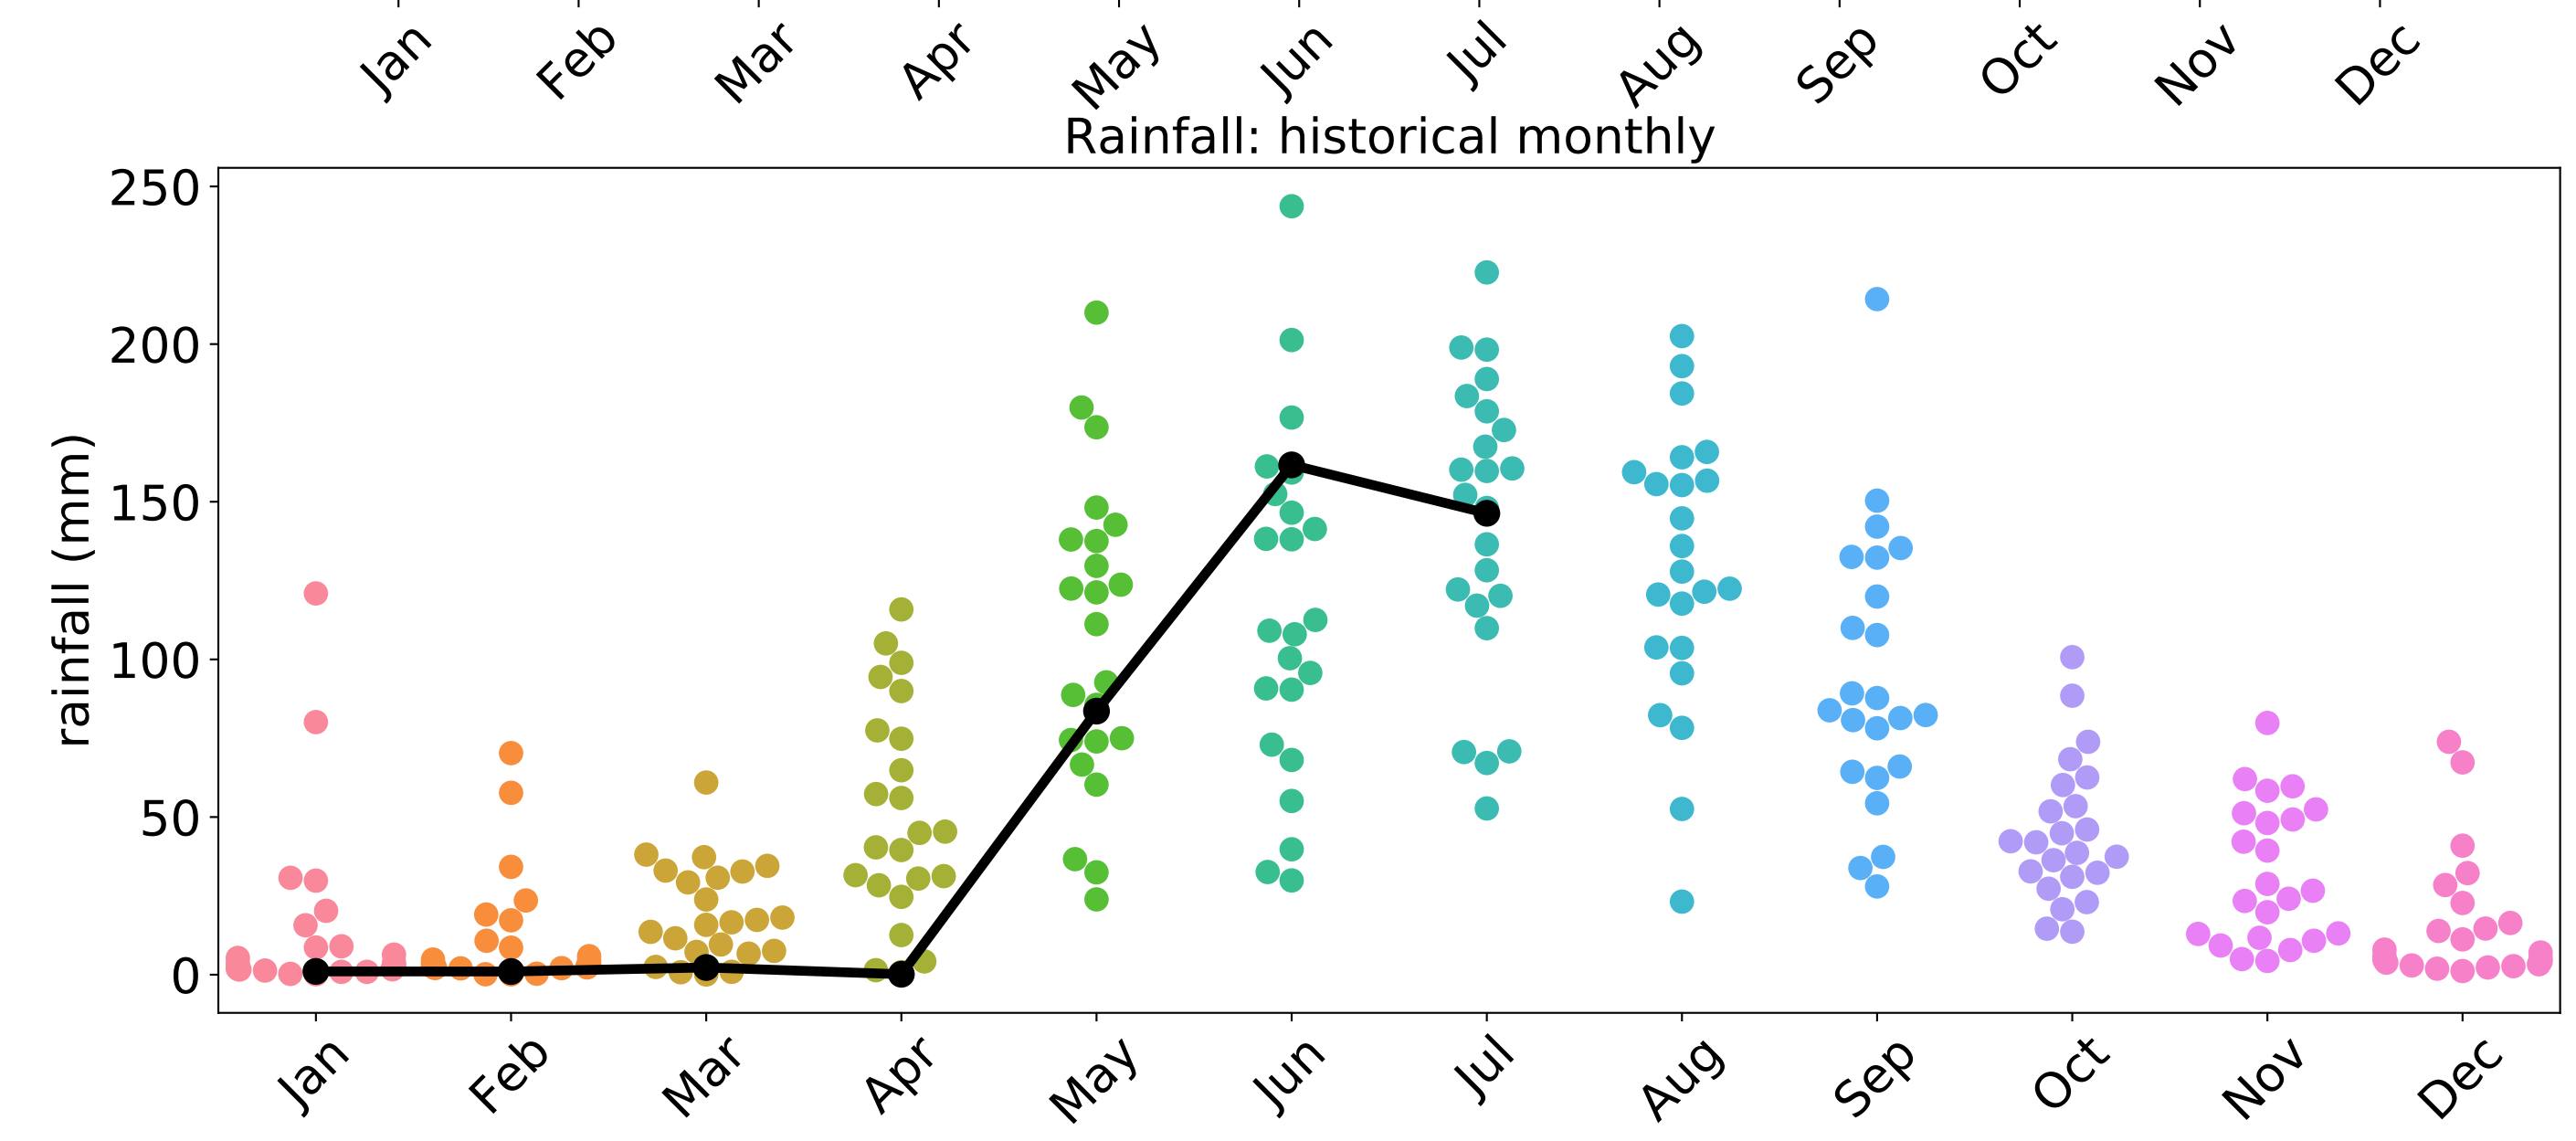 Jan Feb Mar Apr May Jun Jul Aug Sep Oct Nov Dec
Rainfall: historical monthly
250
200
150
100
50
0
rainfall (mm)
Jan Feb Mar Apr May Jun Jul Aug Sep Oct Nov Dec